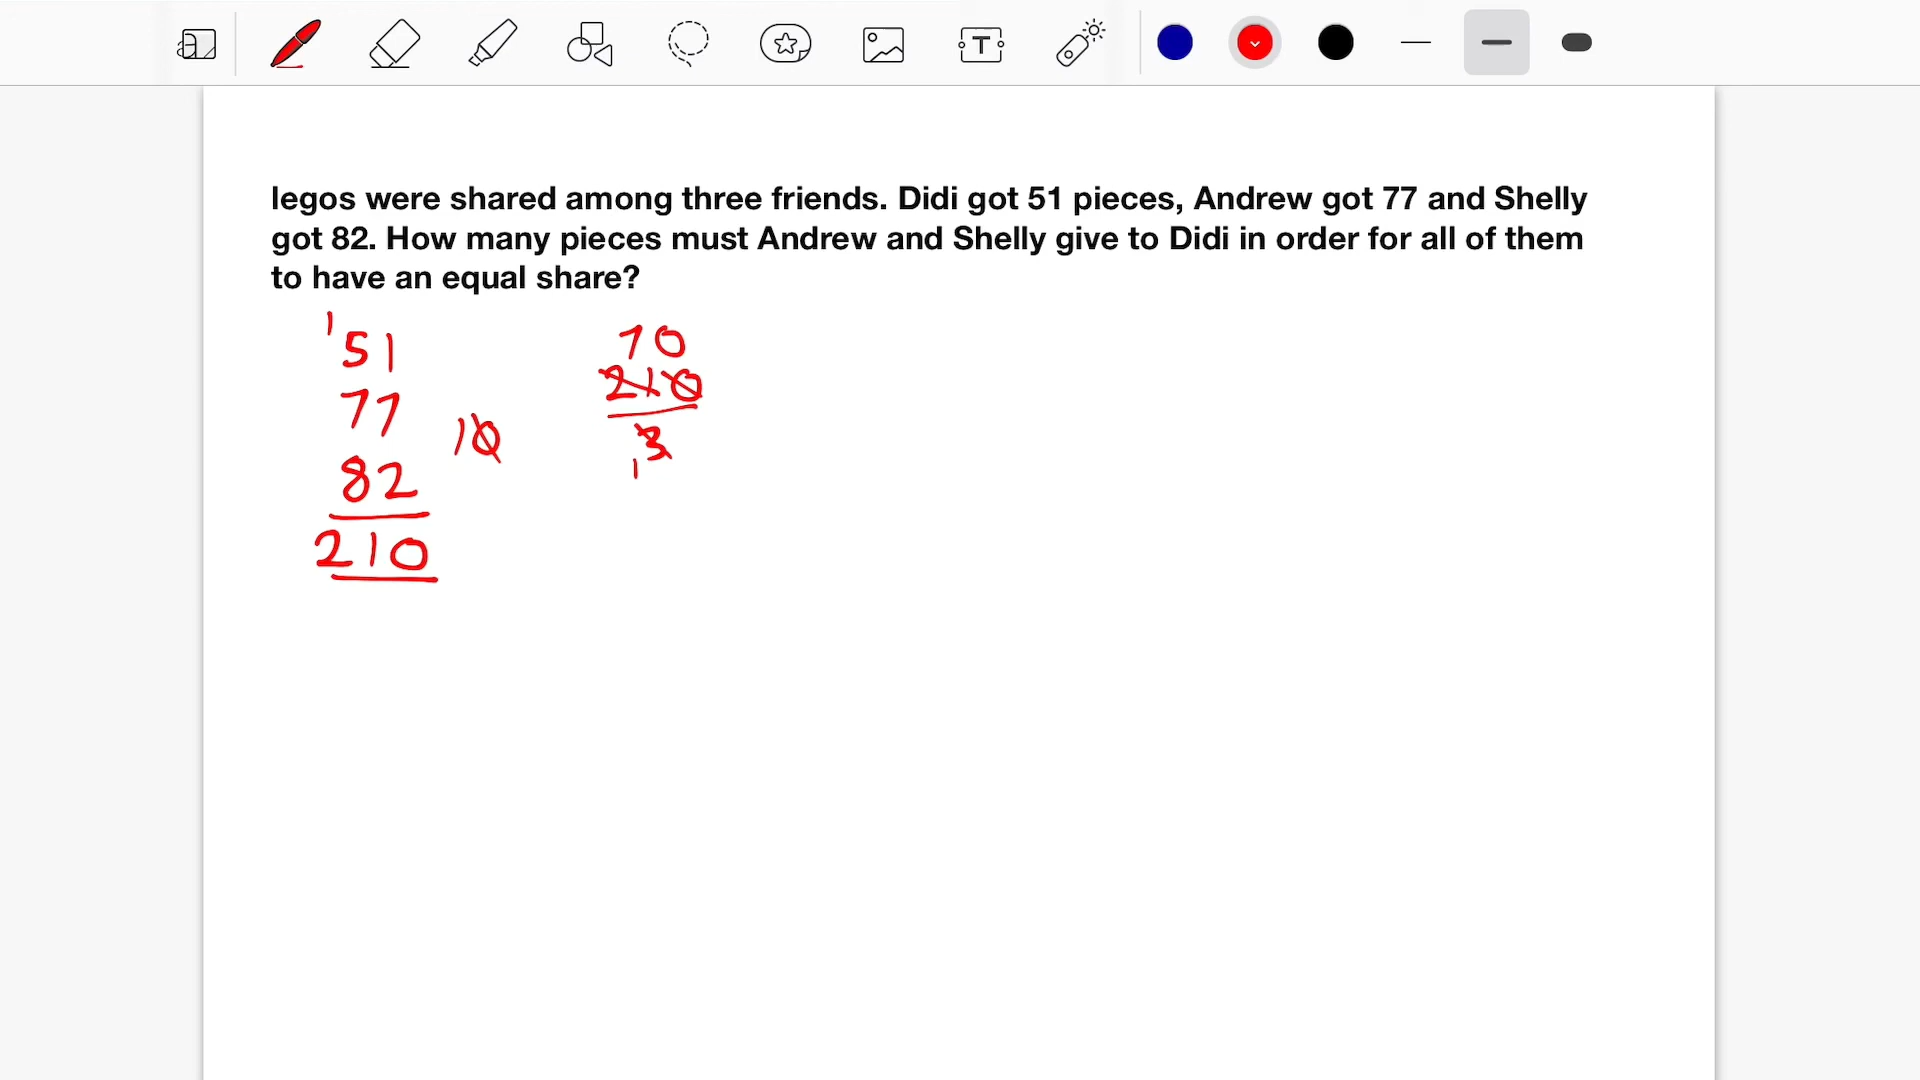 legos were shared among three friends. Didi got 51 pieces, Andrew got 77 and Shelly
got 82. How many pieces must Andrew and Shelly give to Didi in order for all of them
to have an equal share?
1
51
77
10
82
210
70
210
3
1
T
a